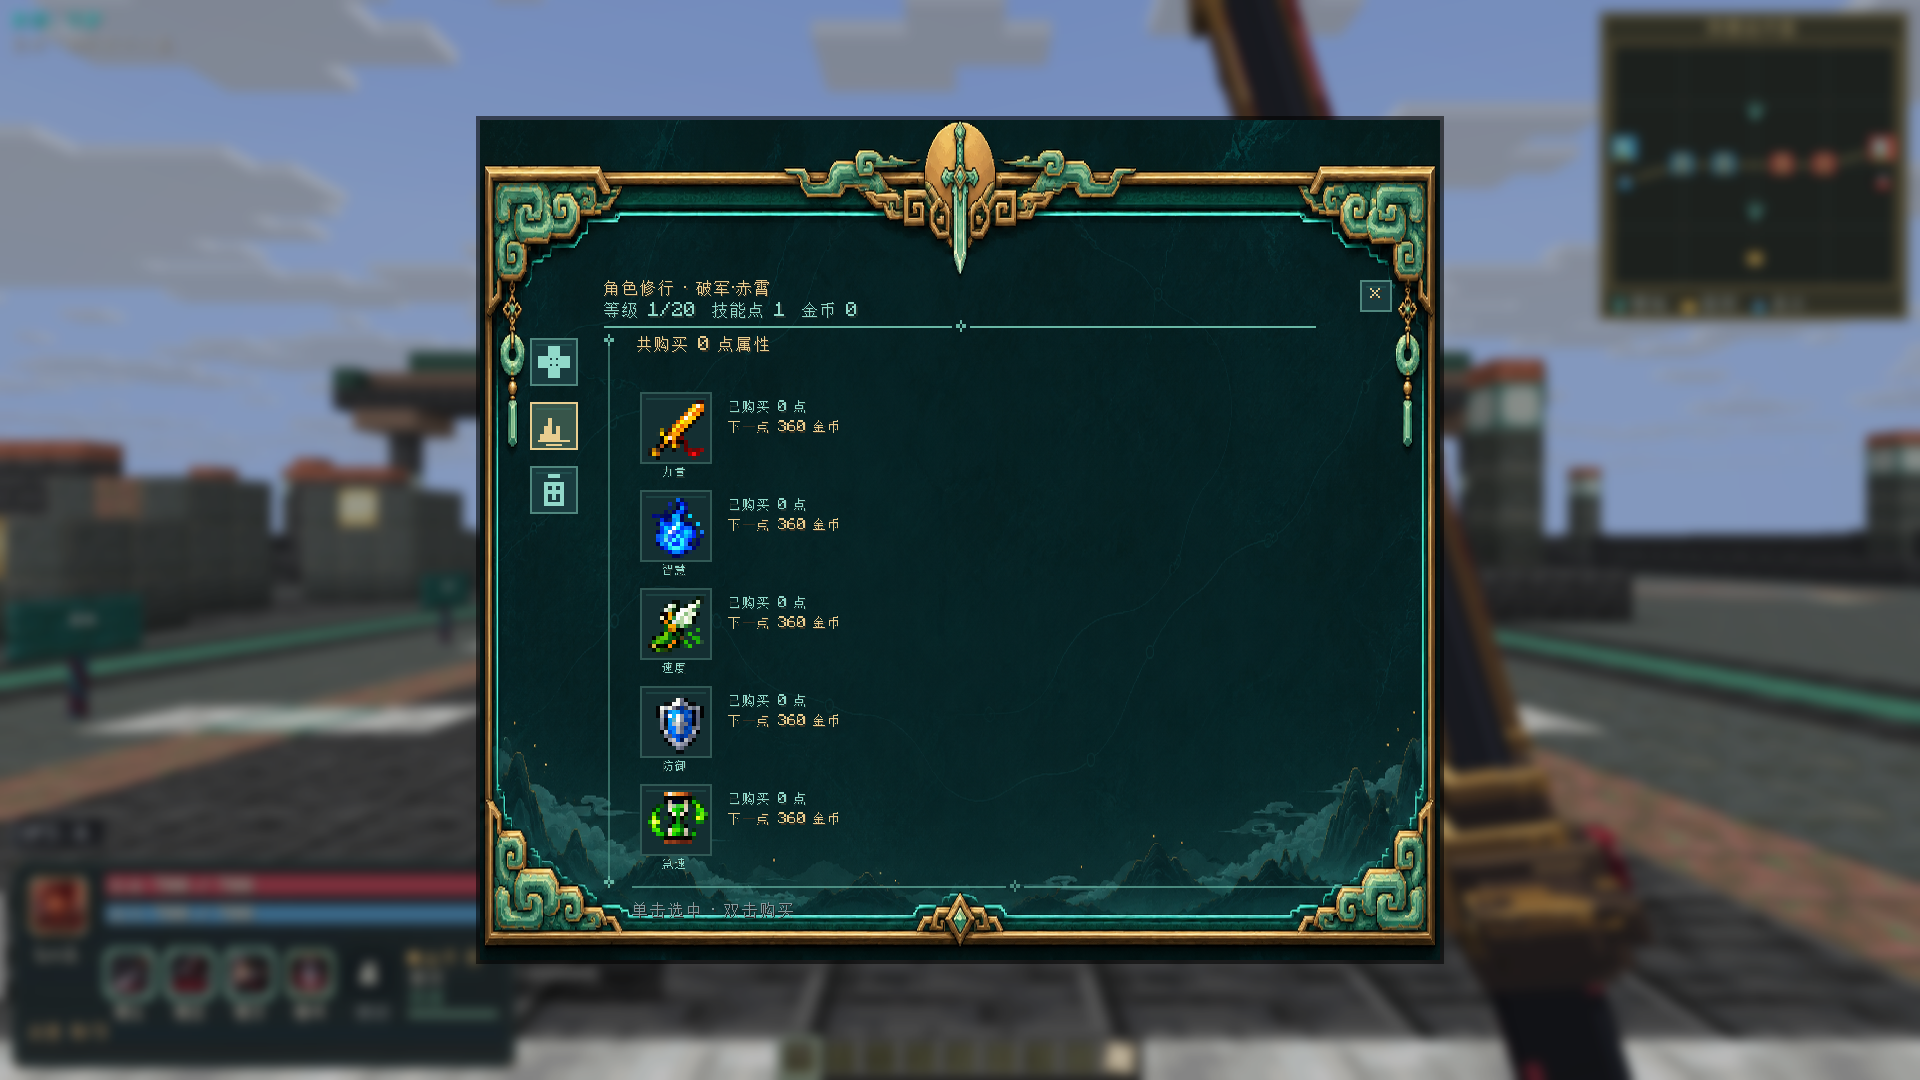 角色修行 · 破军·赤霄
等级 1/20 技能点 1 金币 0
共购买 0 点属性
已购买 0 点
下一点 360 金币
力量
已购买 0 点
下一点 360 金币
智慧
已购买 0 点
下一点 360 金币
速度
已购买 0 点
下一点 360 金币
防御
已购买 0 点
下一点 360 金币
急速
单击选中 · 双击购买